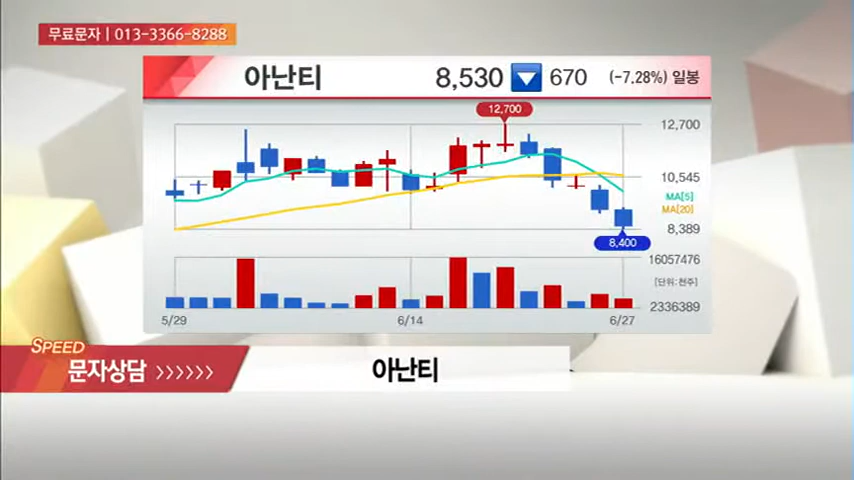 무료문자 | 013-3366-8288
아난티 8,530 ▼ 670 (-7.28%) 일봉
12,700
12,700
10,545
MA[5]
MA[20]
8,389
8,400
16057476
[단위:천주]
2336389
5/29 6/14 6/27
SPEED
문자상담 >>>>>> 아난티